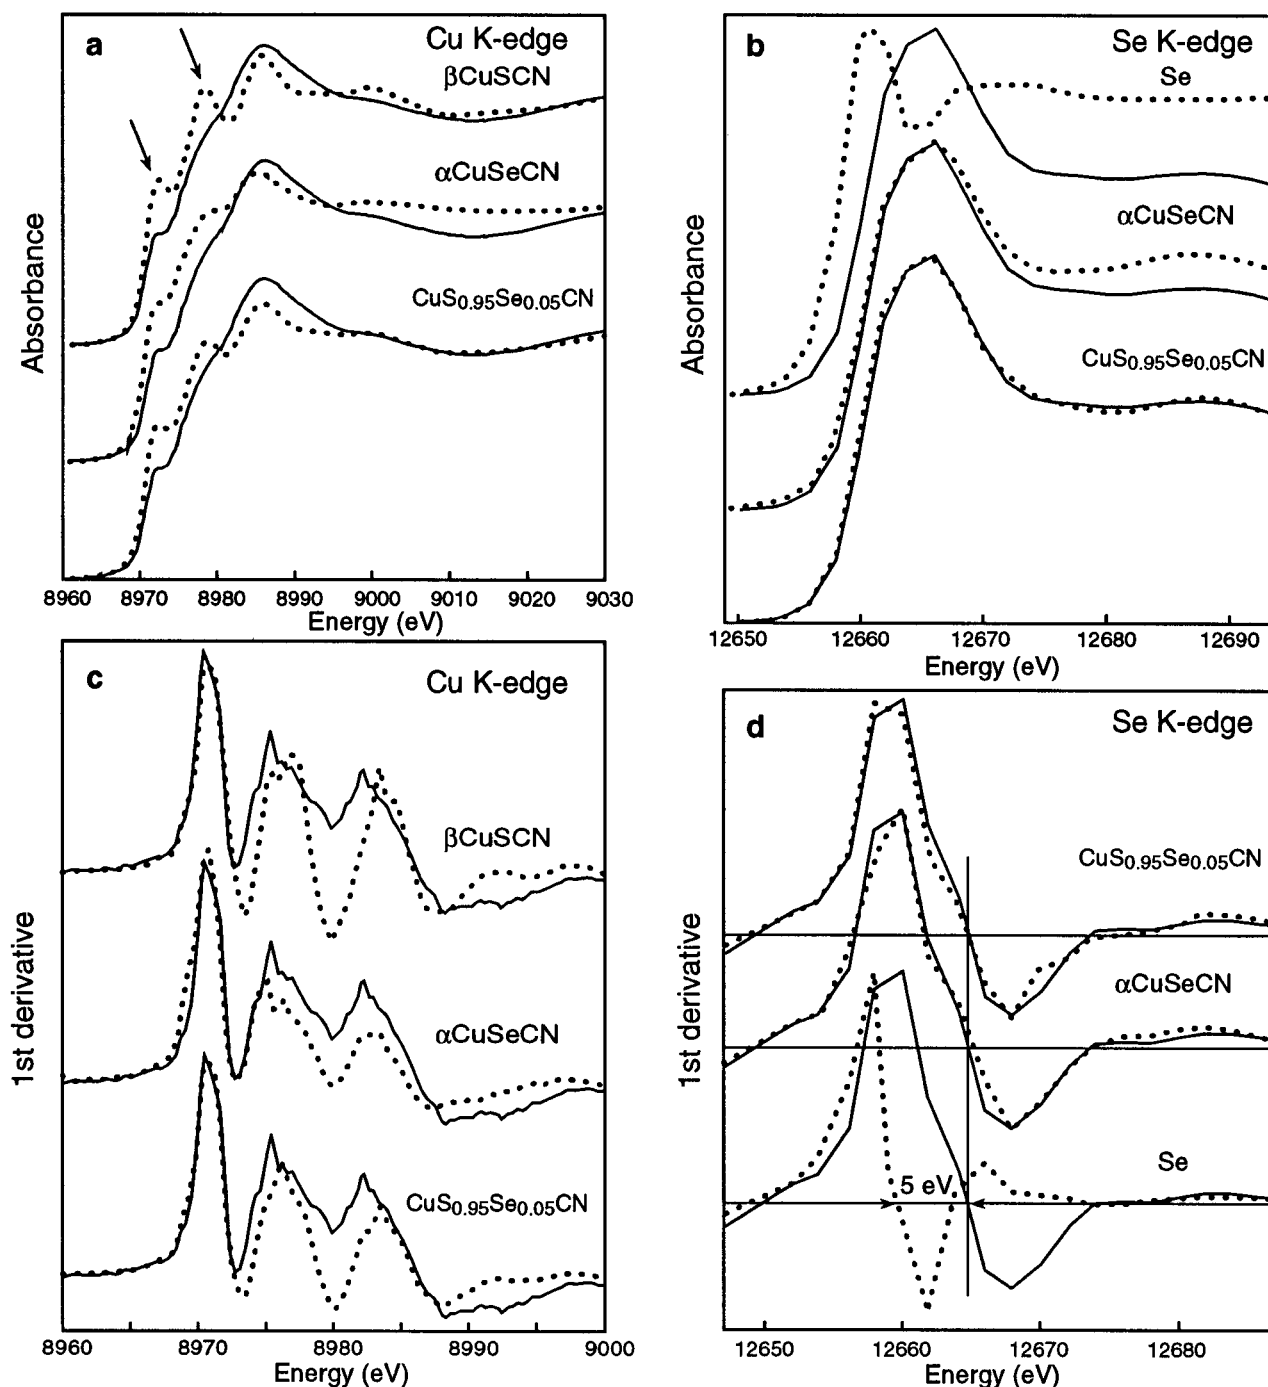 a
Cu K-edge
βCuSCN
αCuSeCN
CuS0.95Se0.05CN
Absorbance
8960 8970 8980 8990 9000 9010 9020 9030
Energy (eV)
b
Se K-edge
Se
αCuSeCN
CuS0.95Se0.05CN
Absorbance
12650 12660 12670 12680 12690
Energy (eV)
c
Cu K-edge
βCuSCN
αCuSeCN
CuS0.95Se0.05CN
1st derivative
8960 8970 8980 8990 9000
Energy (eV)
d
Se K-edge
CuS0.95Se0.05CN
αCuSeCN
Se
5 eV
1st derivative
12650 12660 12670 12680
Energy (eV)